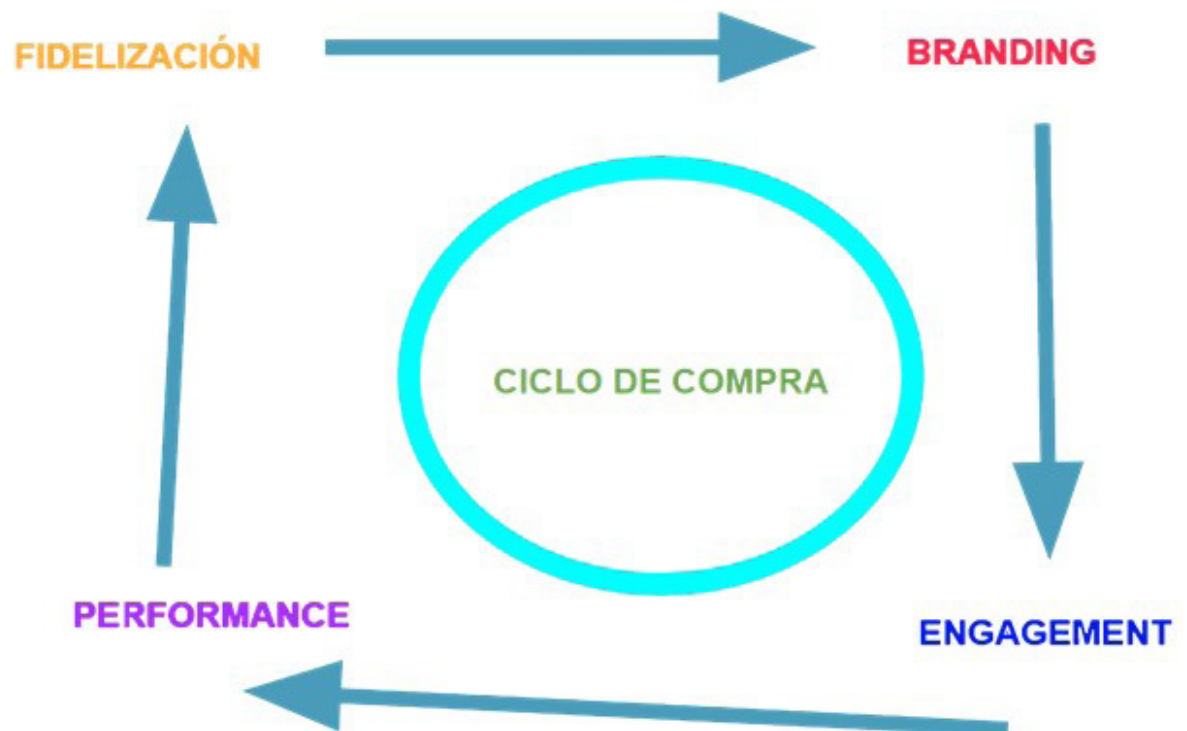 FIDELIZACIÓN
BRANDING
CICLO DE COMPRA
PERFORMANCE
ENGAGEMENT